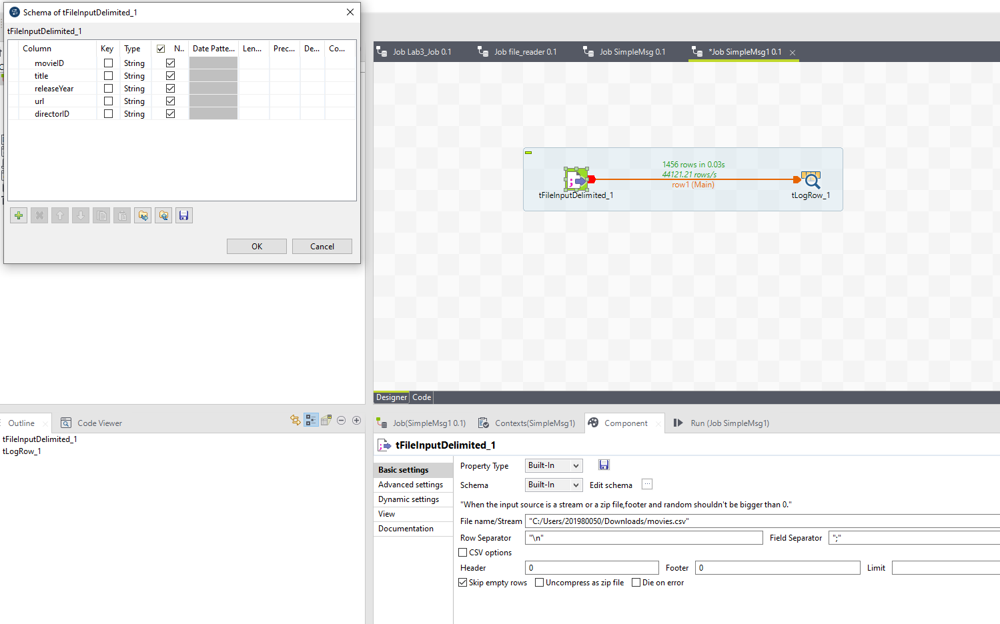 Schema of tFileInputDelimited_1
tFileInputDelimited_1
Column Key Type N.. Date Patte... Len... Prec... De... Co...
movieID String
title String
releaseYear String
url String
directorID String
OK Cancel
Job Lab3_Job 0.1 Job file_reader 0.1 Job SimpleMsg 0.1 *Job SimpleMsg1 0.1
1456 rows in 0.03s
44121.21 rows/s
row1 (Main)
tFileInputDelimited_1 tLogRow_1
Designer Code
Outline Code Viewer
tFileInputDelimited_1
tLogRow_1
Job(SimpleMsg1 0.1) Contexts(SimpleMsg1) Component Run (Job SimpleMsg1)
tFileInputDelimited_1
Basic settings
Advanced settings
Dynamic settings
View
Documentation
Property Type Built-In
Schema Built-In Edit schema ...
"When the input source is a stream or a zip file,footer and random shouldn't be bigger than 0."
File name/Stream "C:/Users/201980050/Downloads/movies.csv"
Row Separator "\n" Field Separator ";"
CSV options
Header 0 Footer 0 Limit
Skip empty rows Uncompress as zip file Die on error